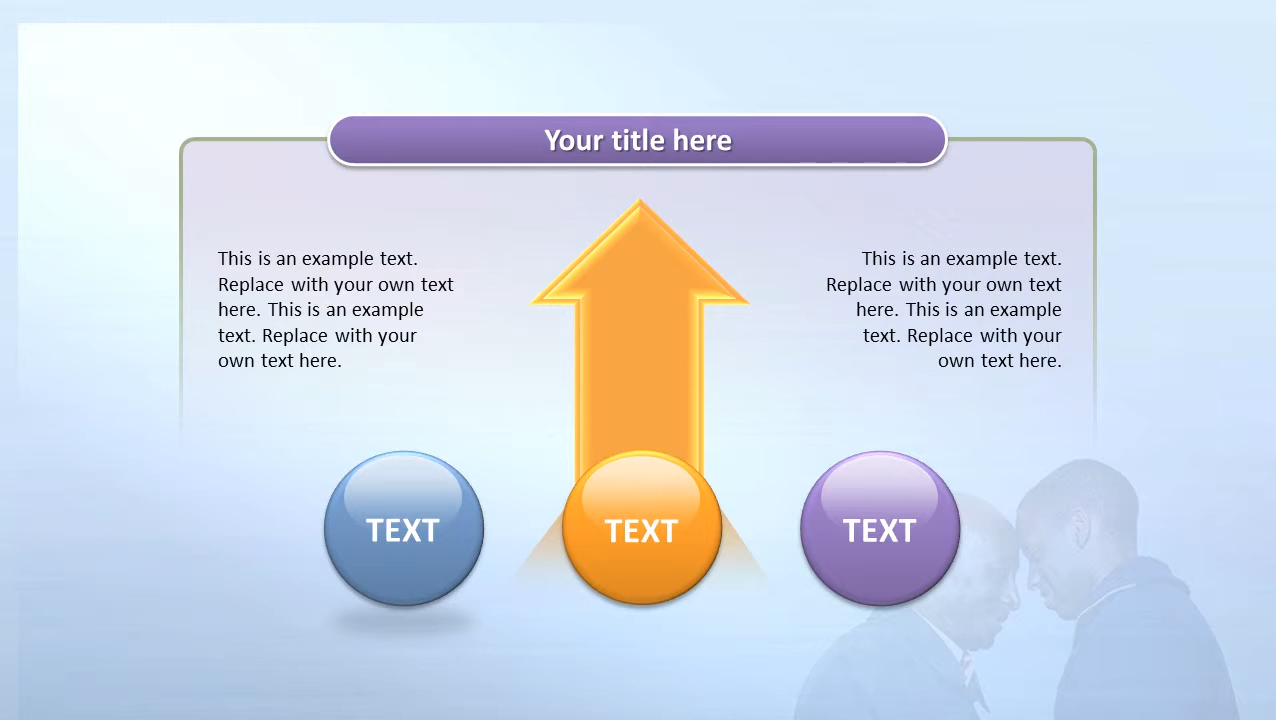 Your title here
This is an example text.
Replace with your own text
here. This is an example
text. Replace with your
own text here.
This is an example text.
Replace with your own text
here. This is an example
text. Replace with your
own text here.
TEXT
TEXT
TEXT